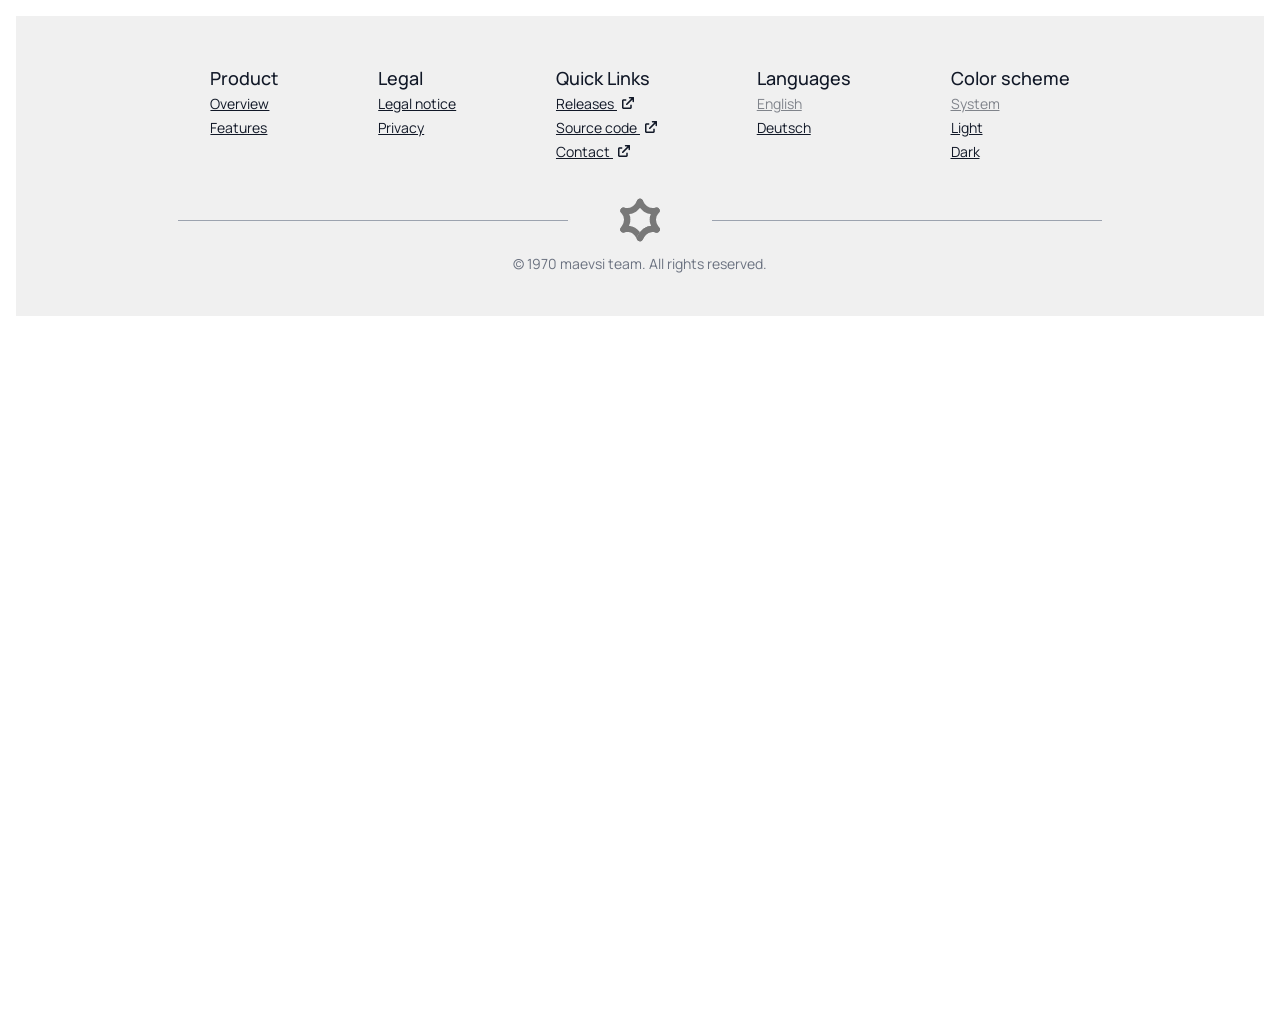 Product
Overview
Features
Legal
Legal notice
Privacy
Quick Links
Releases
Source code
Contact
Languages
English
Deutsch
Color scheme
System
Light
Dark
© 1970 maevsi team. All rights reserved.